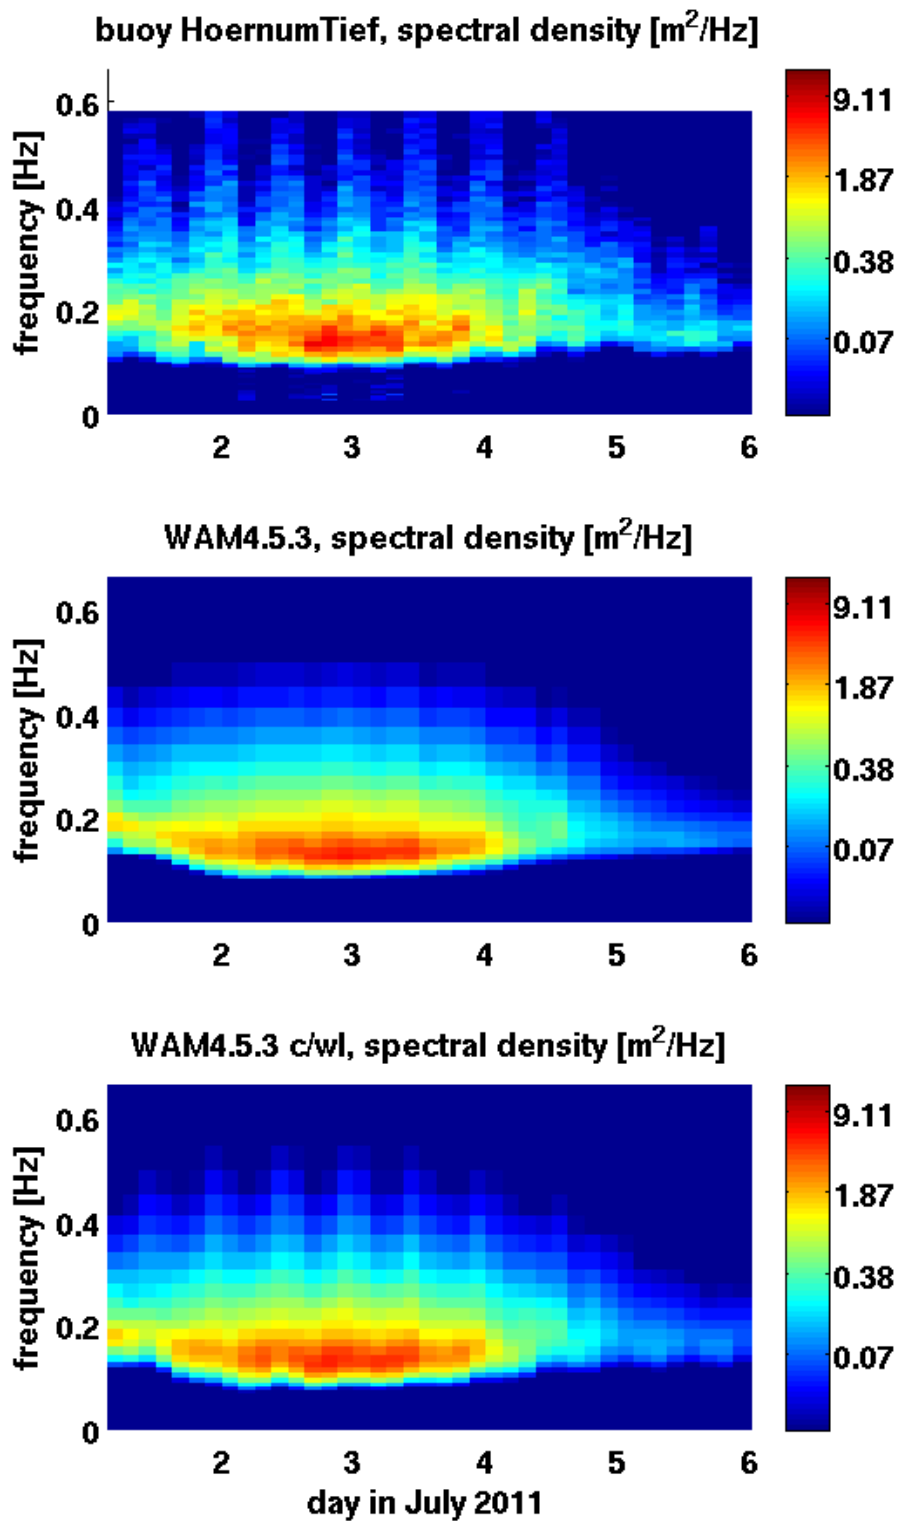 buoy HoernumTief, spectral density [m²/Hz]
frequency [Hz]
0.6
0.4
0.2
0
2 3 4 5 6
9.11
1.87
0.38
0.07
WAM4.5.3, spectral density [m²/Hz]
frequency [Hz]
0.6
0.4
0.2
0
2 3 4 5 6
9.11
1.87
0.38
0.07
WAM4.5.3 c/wl, spectral density [m²/Hz]
frequency [Hz]
0.6
0.4
0.2
0
2 3 4 5 6
9.11
1.87
0.38
0.07
day in July 2011